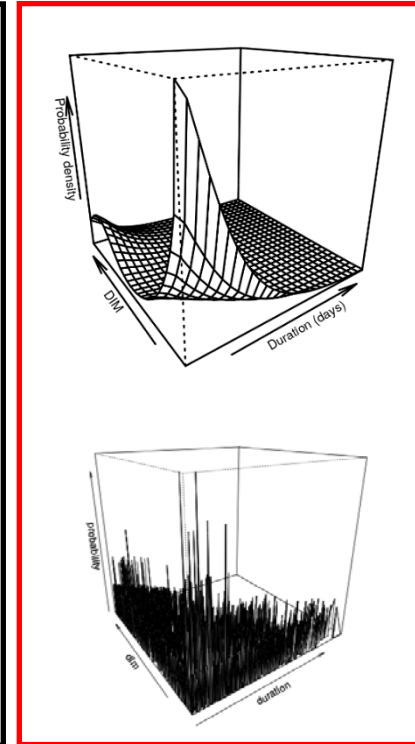 Probability density
DIM
Duration (days)
probability
dim
duration